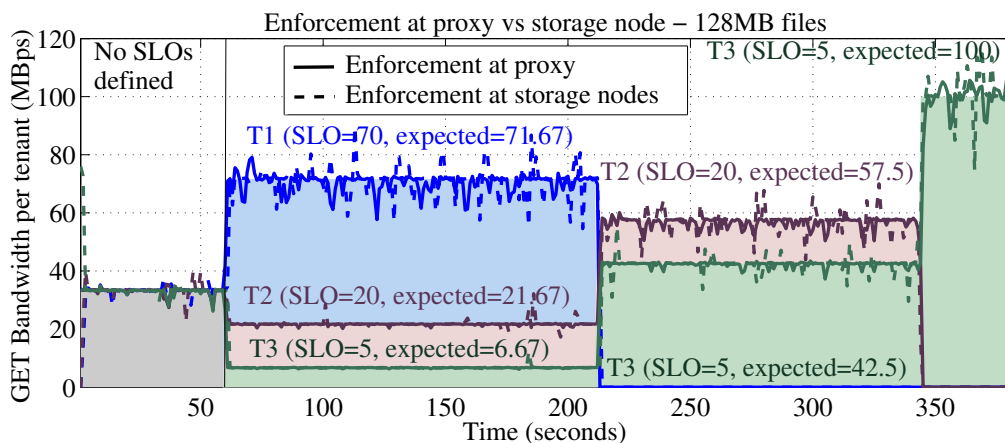 Enforcement at proxy vs storage node – 128MB files
GET Bandwidth per tenant (MBps)
120
100
80
60
40
20
0
No SLOs
defined
Enforcement at proxy
Enforcement at storage nodes
T3 (SLO=5, expected=100)
T1 (SLO=70, expected=71.67)
T2 (SLO=20, expected=57.5)
T2 (SLO=20, expected=21.67)
T3 (SLO=5, expected=6.67)
T3 (SLO=5, expected=42.5)
50 100 150 200 250 300 350
Time (seconds)